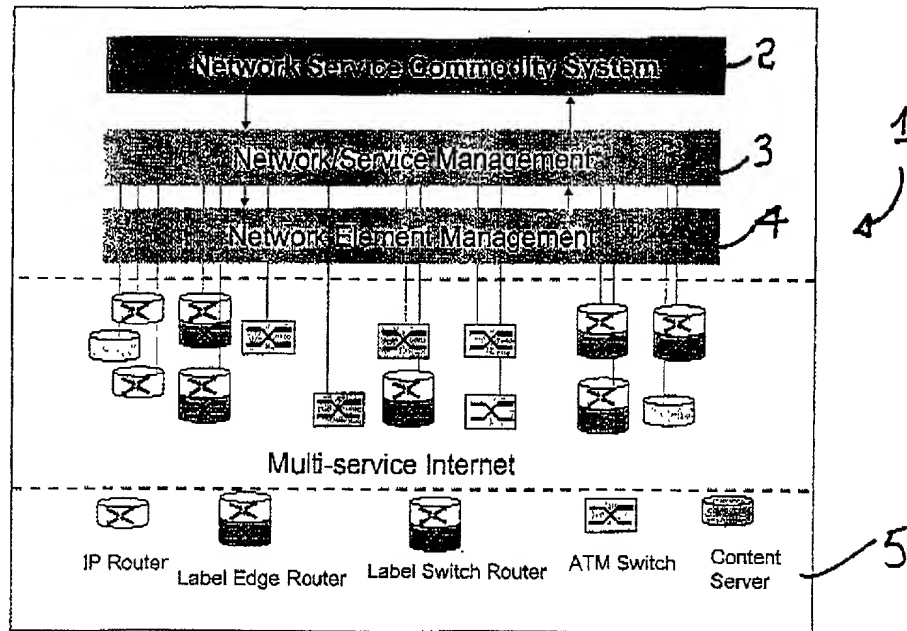 Network Service Commodity System
2
Network/Service Management
3
1
Network Element Management
4
Multi-service Internet
IP Router
Label Edge Router
Label Switch Router
ATM Switch
Content
Server
5